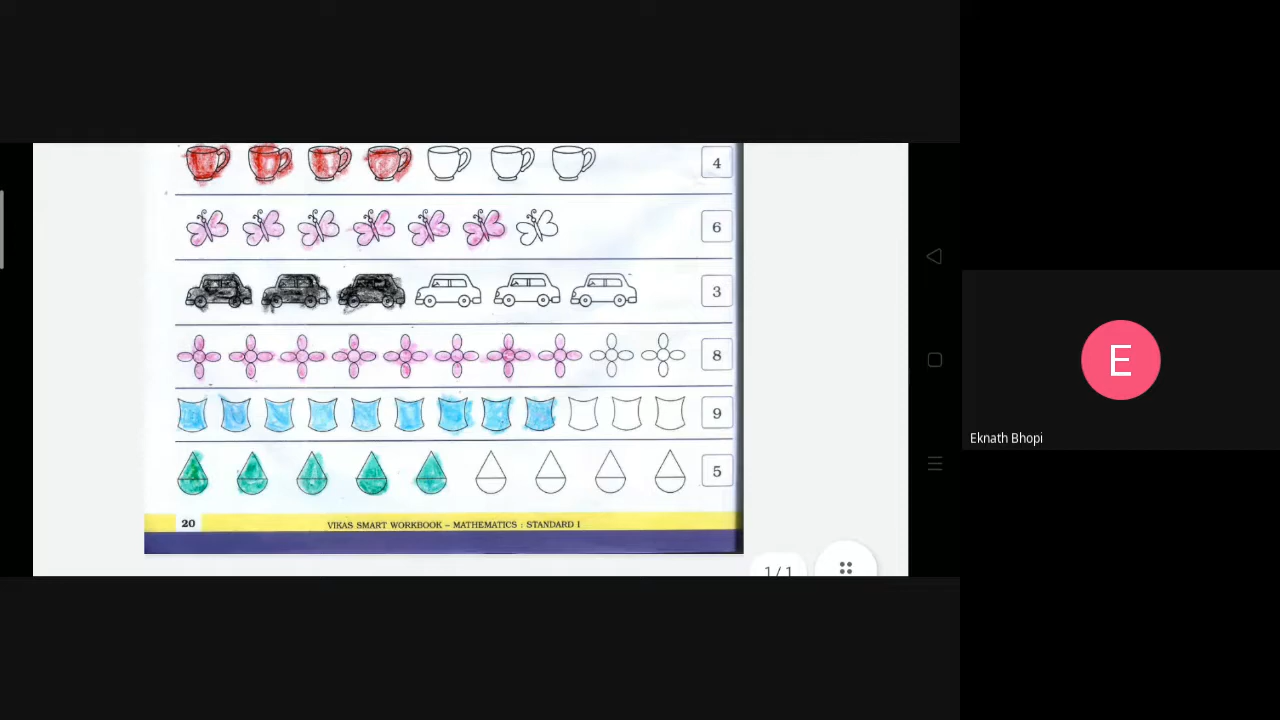 4
6
3
8
9
5
20
VIKAS SMART WORKBOOK – MATHEMATICS : STANDARD I
1 / 1
E
Eknath Bhopi